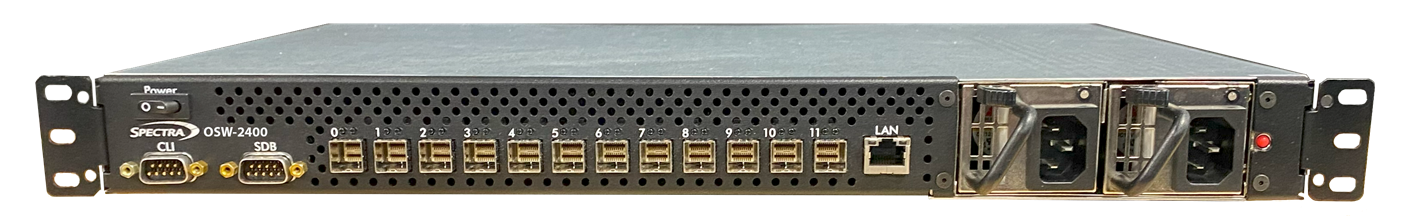 Power
O -
SPECTRA OSW-2400
CLI SDB
0 1 2 3 4 5 6 7 8 9 10 11
LAN